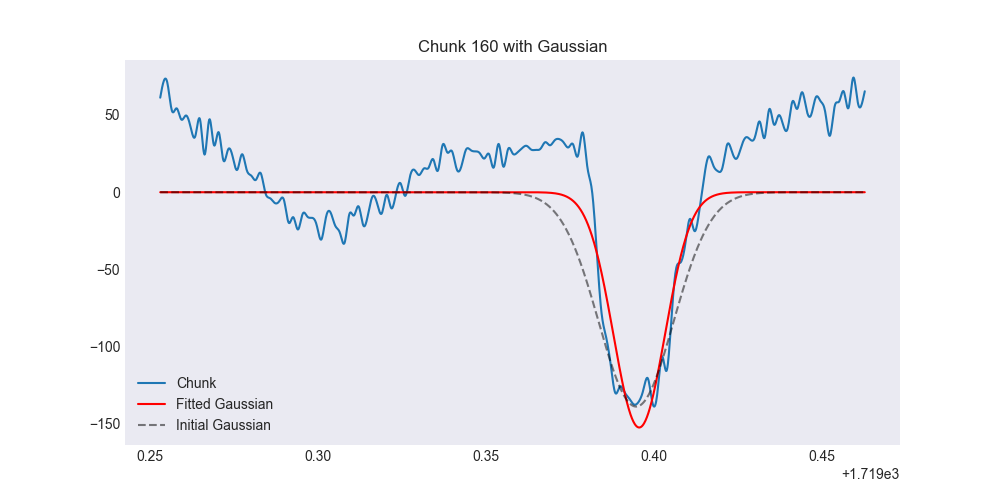 Chunk 160 with Gaussian
50
0
−50
−100
−150
Chunk
Fitted Gaussian
Initial Gaussian
0.25 0.30 0.35 0.40 0.45
+1.719e3